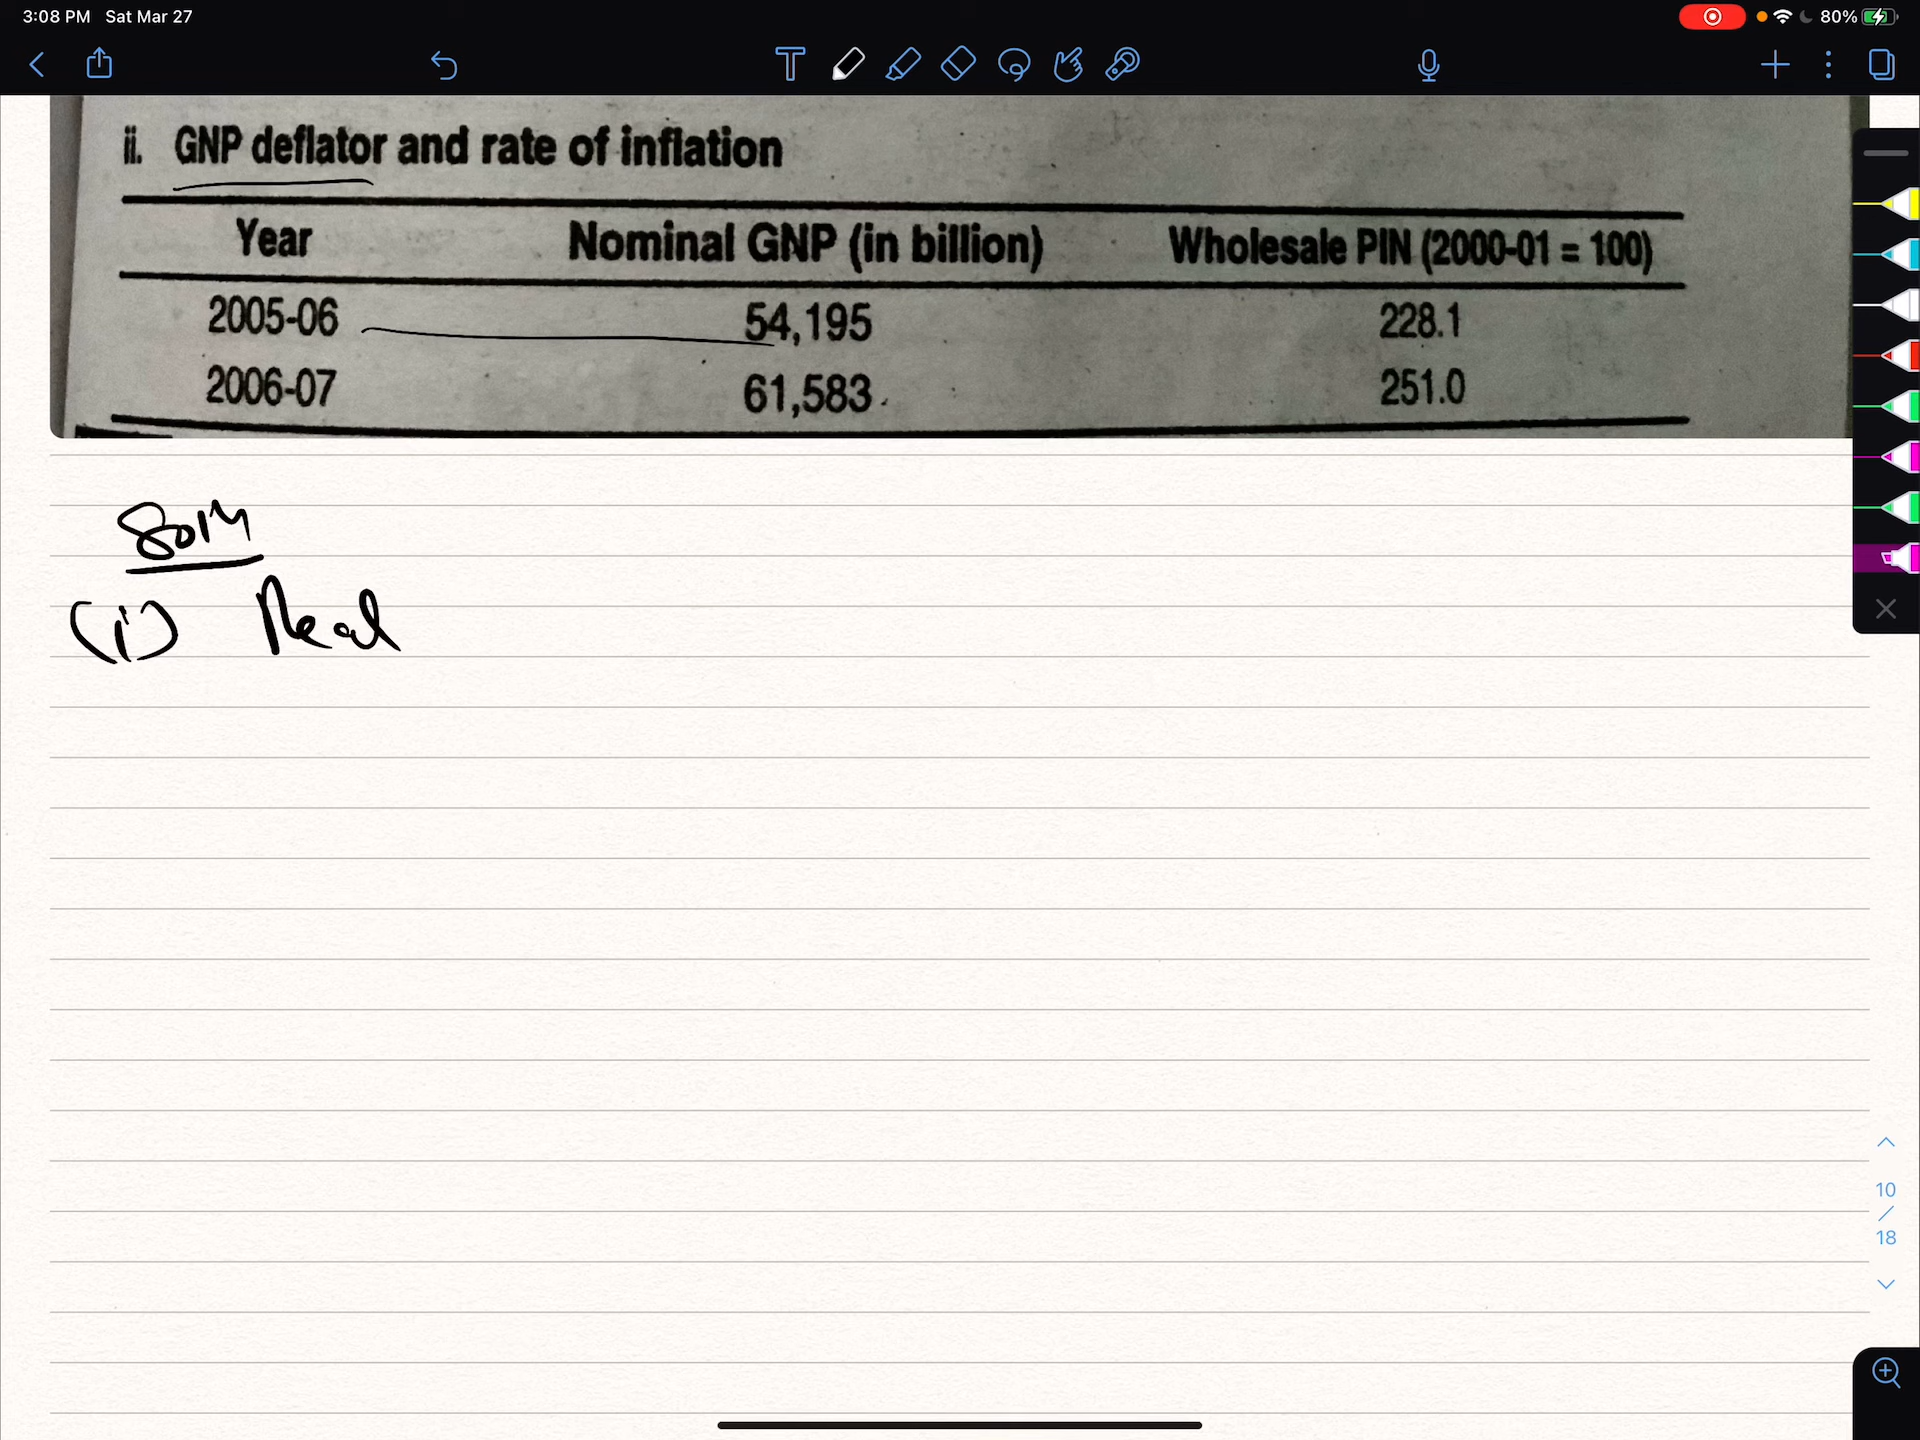 3:08 PM Sat Mar 27
80%
ii. GNP deflator and rate of inflation
Year Nominal GNP (in billion) Wholesale PIN (2000-01 = 100)
2005-06 54,195 228.1
2006-07 61,583 251.0
Soln
(i) Real
10
/
18